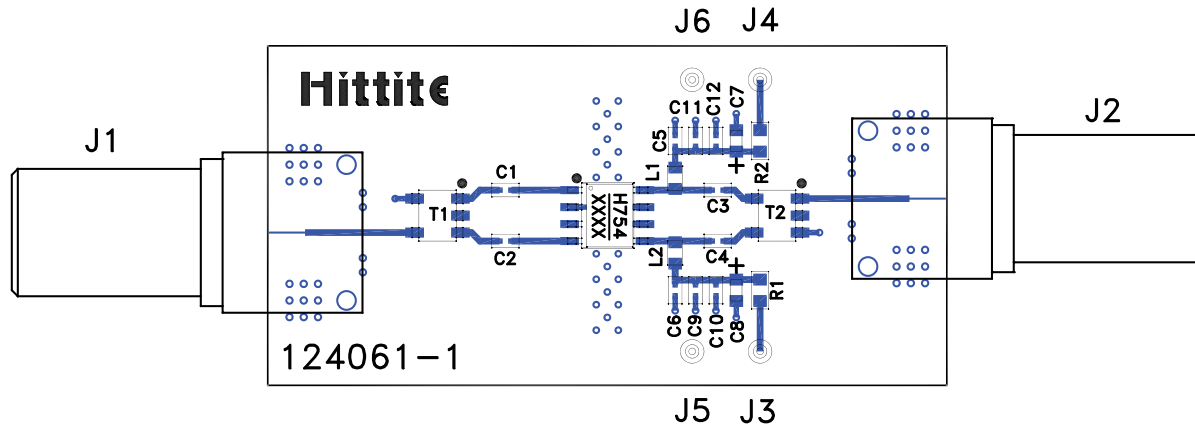 J6
J4
Hittite
J1
J2
C11
C12
C7
C5
L1
R2
C1
C3
T1
H754
XXXX
T2
C2
C4
L2
R1
C6
C9
C10
C8
124061-1
J5
J3